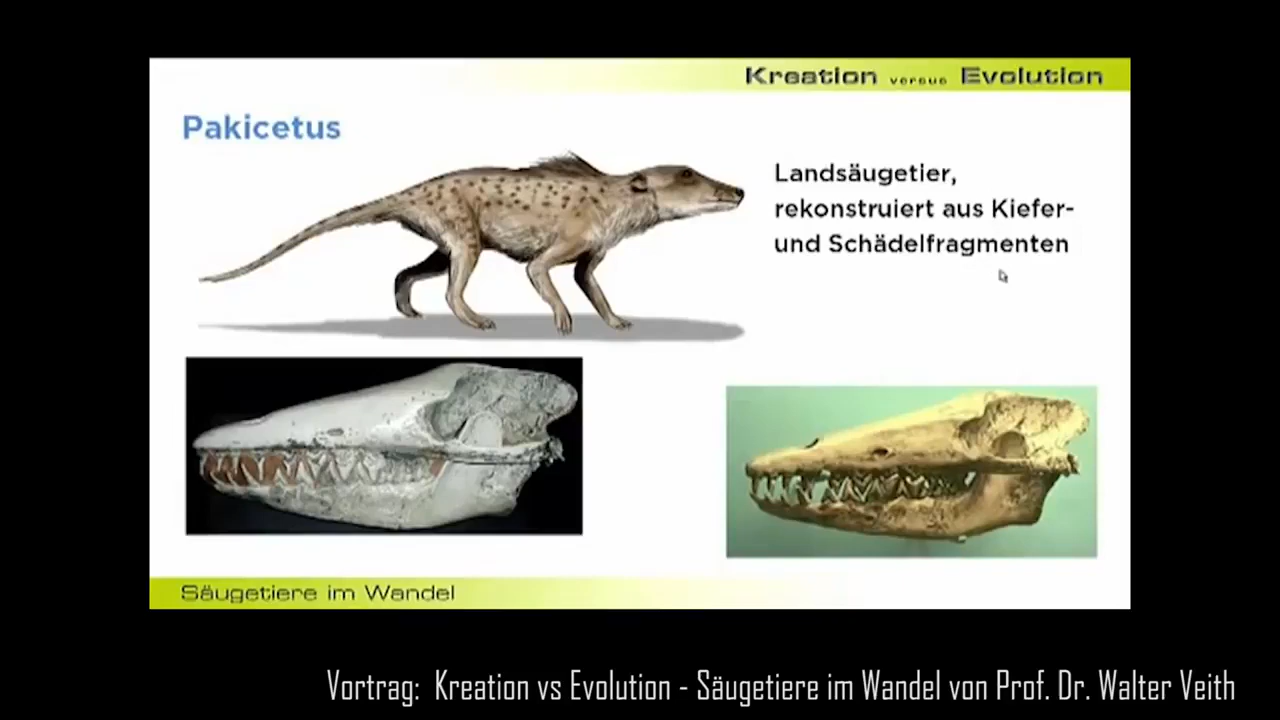 Kreation versus Evolution
Pakicetus
Landsäugetier,
rekonstruiert aus Kiefer-
und Schädelfragmenten
Säugetiere im Wandel
Vortrag: Kreation vs Evolution - Säugetiere im Wandel von Prof. Dr. Walter Veith